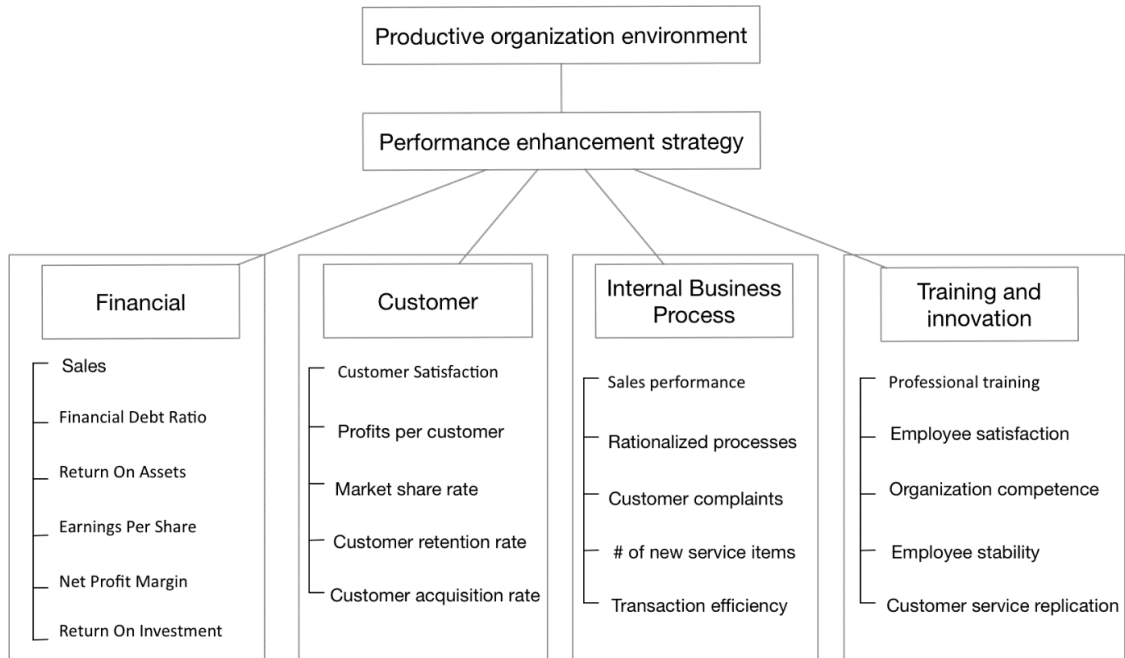 Productive organization environment
Performance enhancement strategy
Financial
Sales
Financial Debt Ratio
Return On Assets
Earnings Per Share
Net Profit Margin
Return On Investment
Customer
Customer Satisfaction
Profits per customer
Market share rate
Customer retention rate
Customer acquisition rate
Internal Business
Process
Sales performance
Rationalized processes
Customer complaints
# of new service items
Transaction efficiency
Training and
innovation
Professional training
Employee satisfaction
Organization competence
Employee stability
Customer service replication